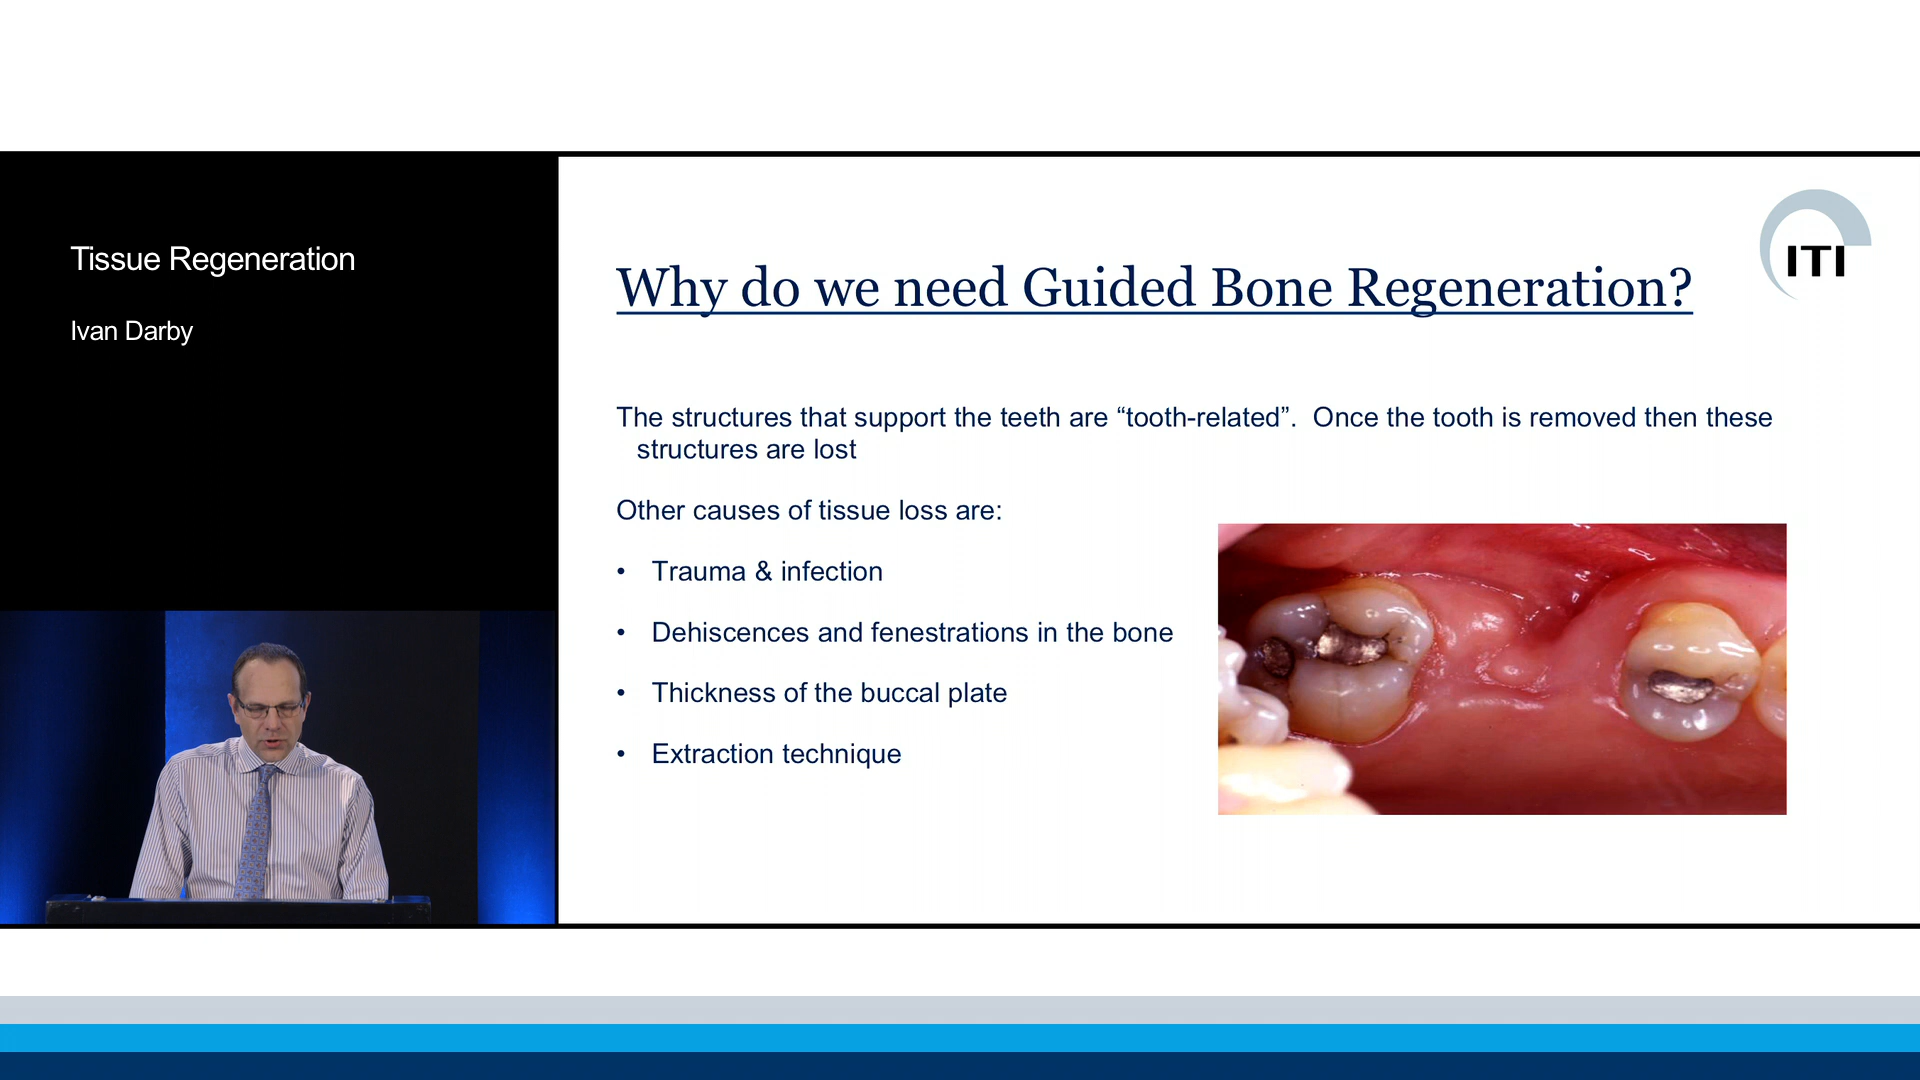 Tissue Regeneration
Ivan Darby
ITI
Why do we need Guided Bone Regeneration?
The structures that support the teeth are “tooth-related”.  Once the tooth is removed then these
structures are lost
Other causes of tissue loss are:
• Trauma & infection
• Dehiscences and fenestrations in the bone
• Thickness of the buccal plate
• Extraction technique